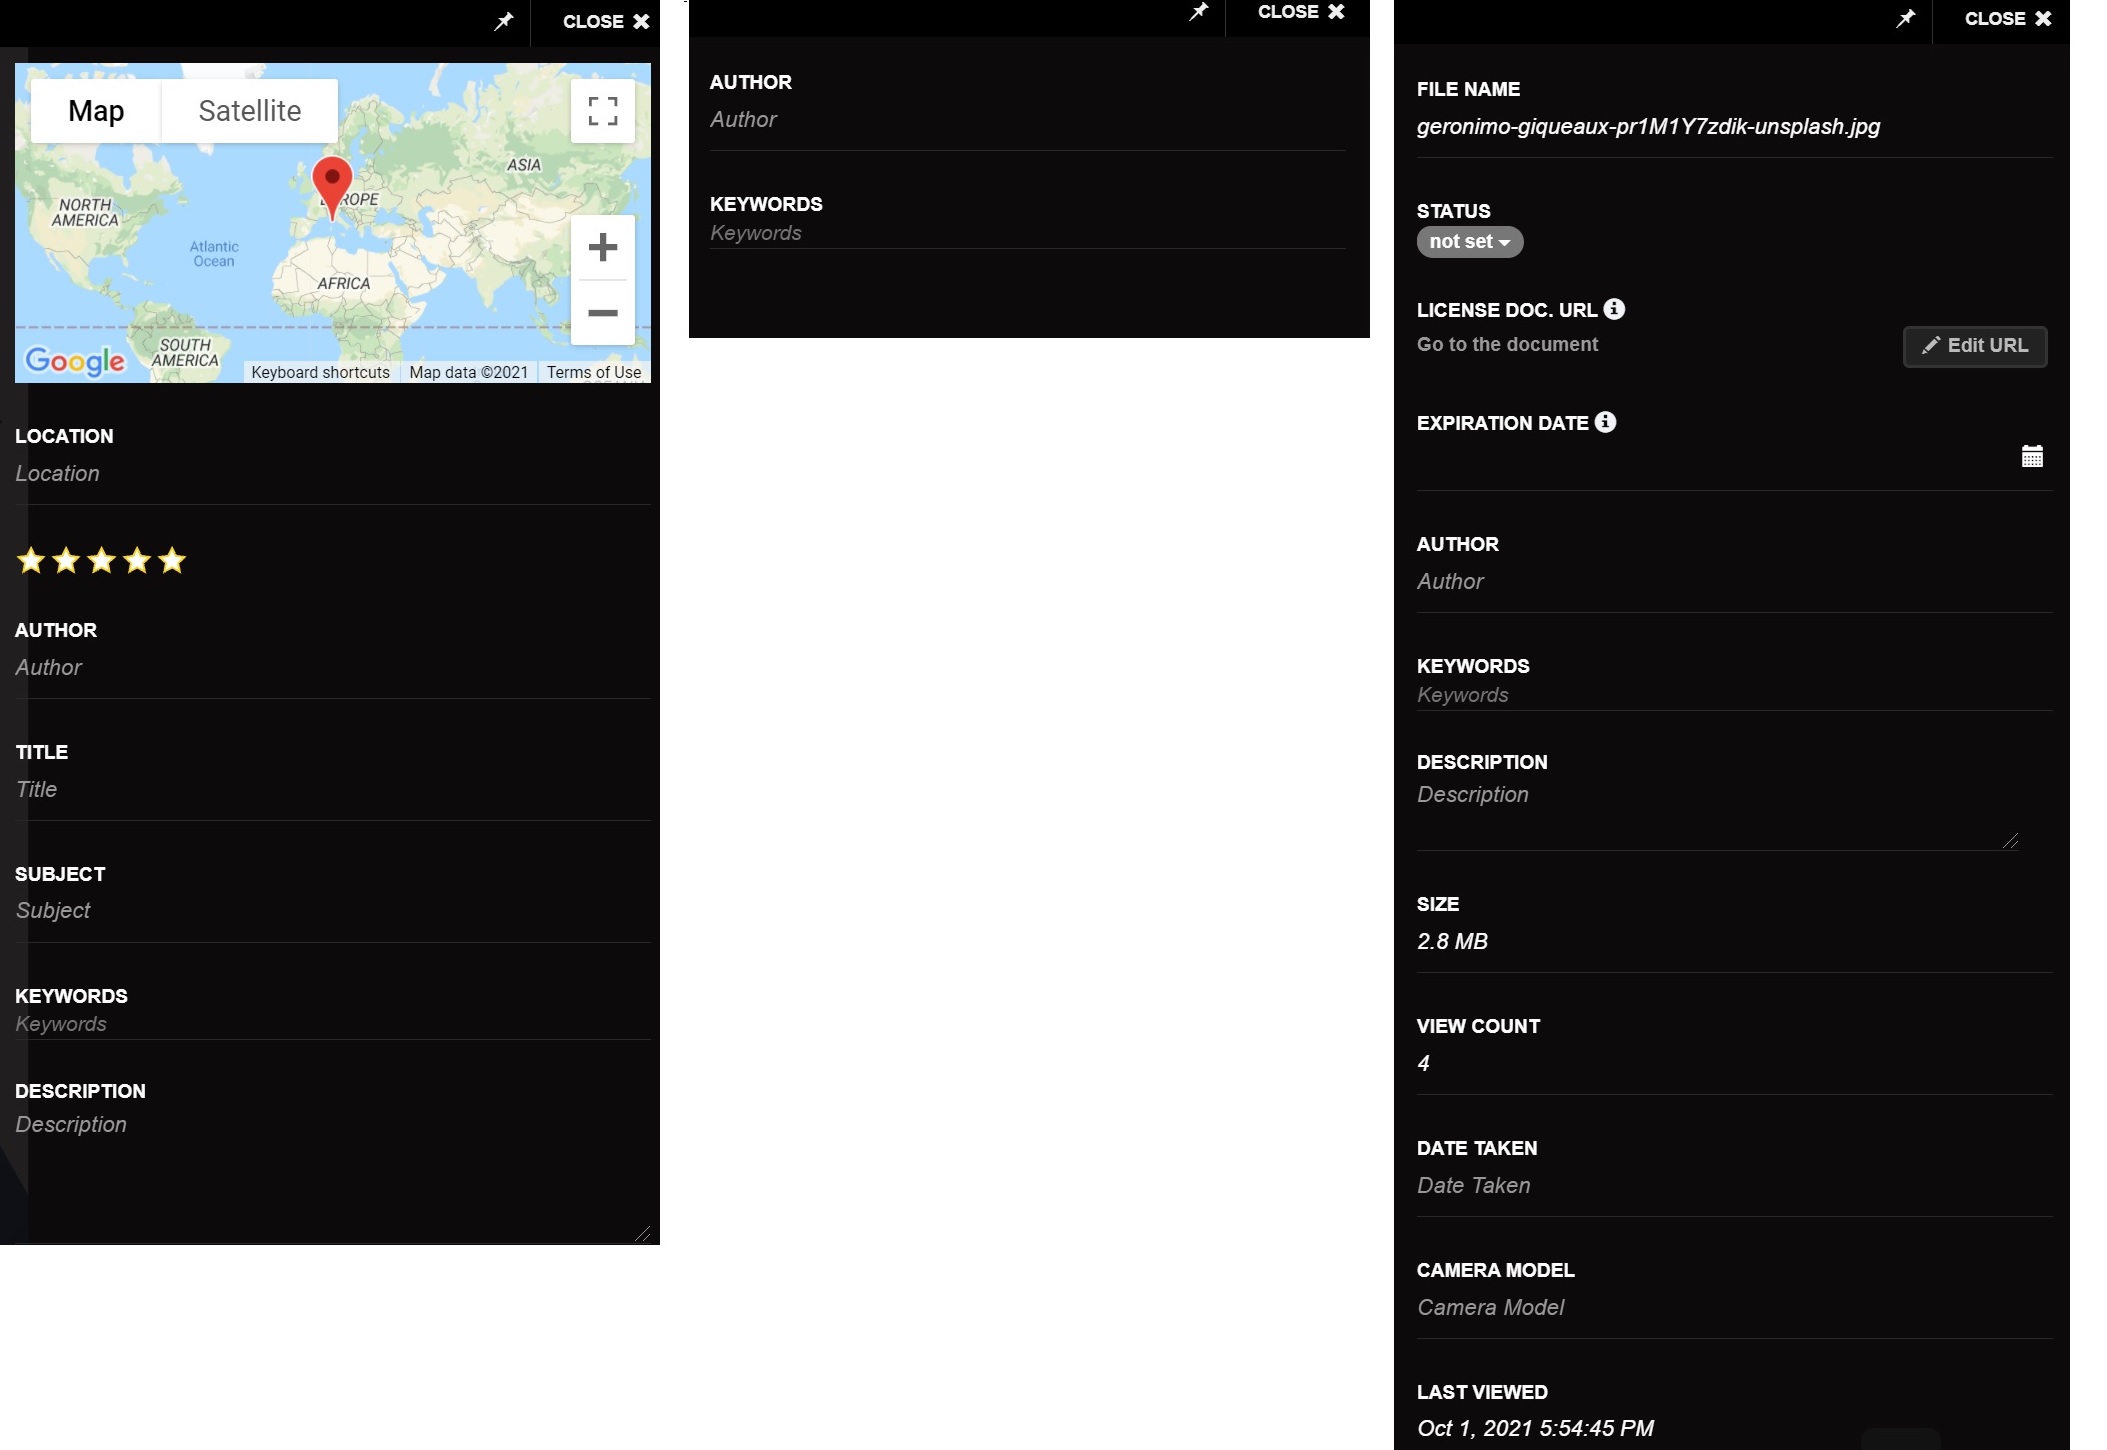 CLOSE
Map
Satellite
ASIA
EUROPE
NORTH
AMERICA
Atlantic
Ocean
AFRICA
SOUTH
AMERICA
Google
Keyboard shortcuts
Map data ©2021
Terms of Use
LOCATION
Location
AUTHOR
Author
TITLE
Title
SUBJECT
Subject
KEYWORDS
Keywords
DESCRIPTION
Description
CLOSE
AUTHOR
Author
KEYWORDS
Keywords
CLOSE
FILE NAME
geronimo-giqueaux-pr1M1Y7zdik-unsplash.jpg
STATUS
not set
LICENSE DOC. URL
Go to the document
Edit URL
EXPIRATION DATE
AUTHOR
Author
KEYWORDS
Keywords
DESCRIPTION
Description
SIZE
2.8 MB
VIEW COUNT
4
DATE TAKEN
Date Taken
CAMERA MODEL
Camera Model
LAST VIEWED
Oct 1, 2021 5:54:45 PM